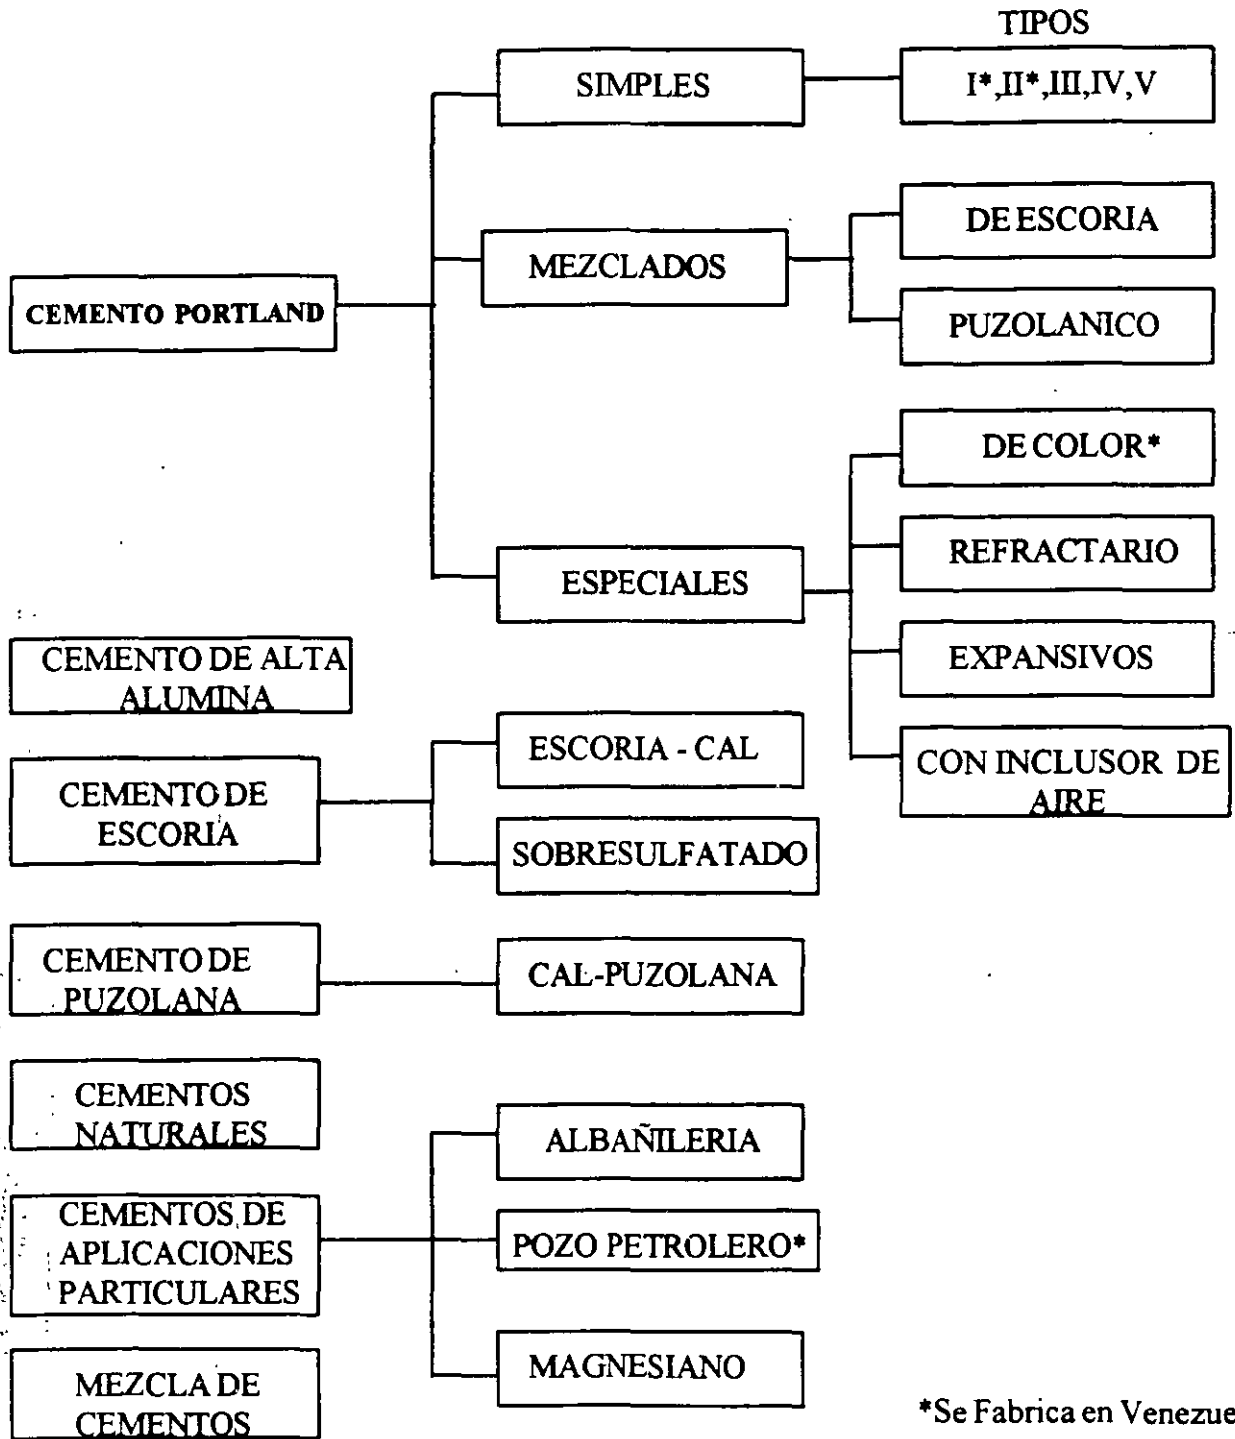 TIPOS
SIMPLES
I*,II*,III,IV,V
MEZCLADOS
DE ESCORIA
PUZOLANICO
CEMENTO PORTLAND
ESPECIALES
DE COLOR*
REFRACTARIO
EXPANSIVOS
CON INCLUSOR DE
AIRE
CEMENTO DE ALTA
ALUMINA
CEMENTO DE
ESCORIA
ESCORIA - CAL
SOBRESULFATADO
CEMENTO DE
PUZOLANA
CAL-PUZOLANA
CEMENTOS
NATURALES
CEMENTOS DE
APLICACIONES
PARTICULARES
ALBAÑILERIA
POZO PETROLERO*
MAGNESIANO
MEZCLA DE
CEMENTOS
*Se Fabrica en Venezue